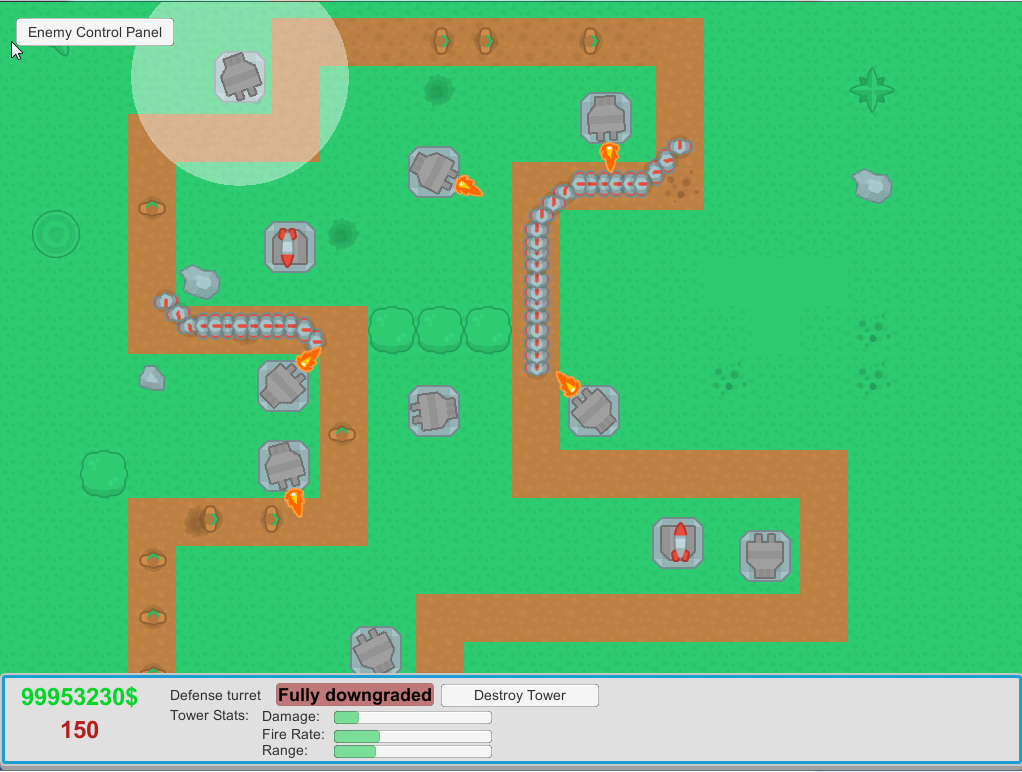 Enemy Control Panel
99953230$
150
Defense turret
Fully downgraded
Destroy Tower
Tower Stats:
Damage:
Fire Rate:
Range: